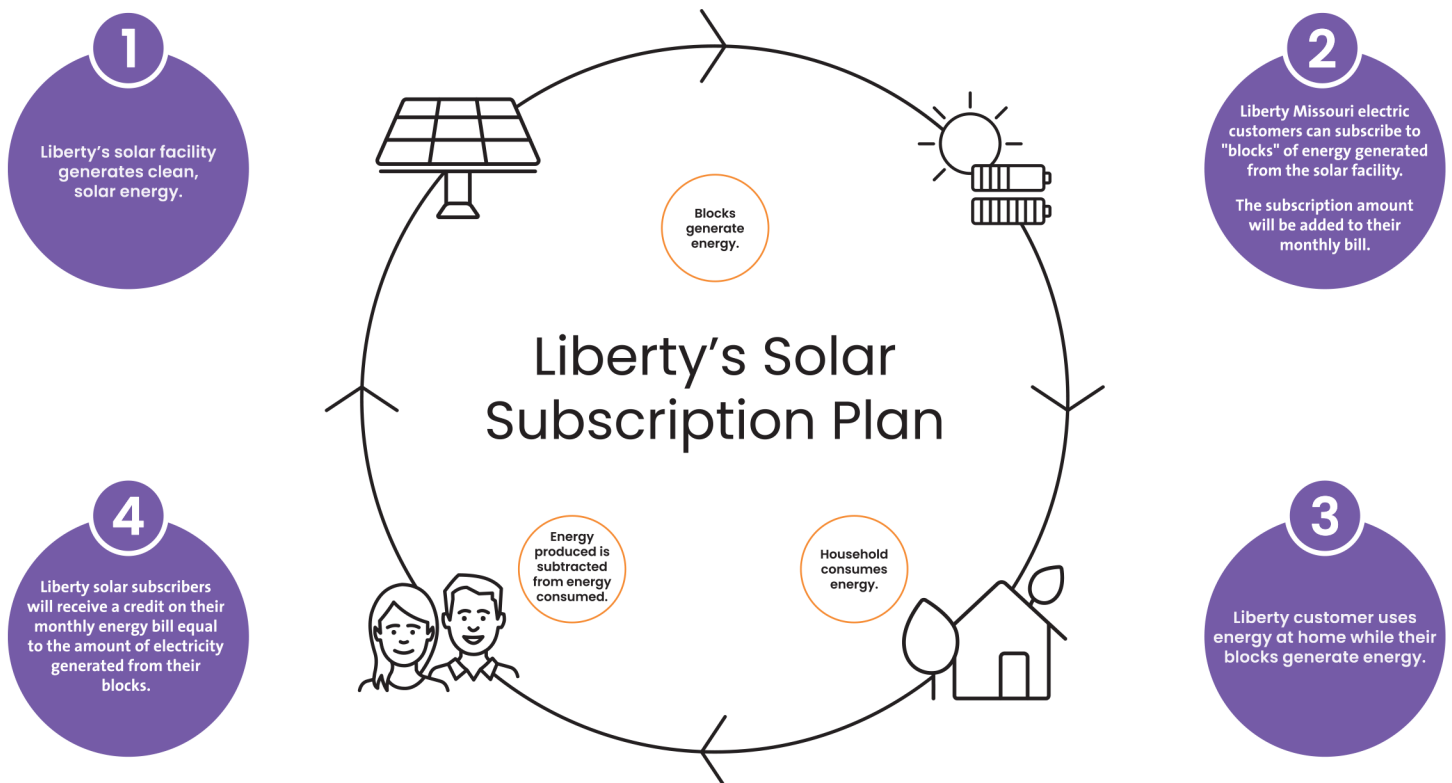 1
Liberty's solar facility
generates clean,
solar energy.
2
Liberty Missouri electric
customers can subscribe to
"blocks" of energy generated
from the solar facility.
The subscription amount
will be added to their
monthly bill.
Blocks
generate
energy.
Liberty's Solar
Subscription Plan
Energy
produced is
subtracted
from energy
consumed.
Household
consumes
energy.
3
Liberty customer uses
energy at home while their
blocks generate energy.
4
Liberty solar subscribers
will receive a credit on their
monthly energy bill equal
to the amount of electricity
generated from their
blocks.